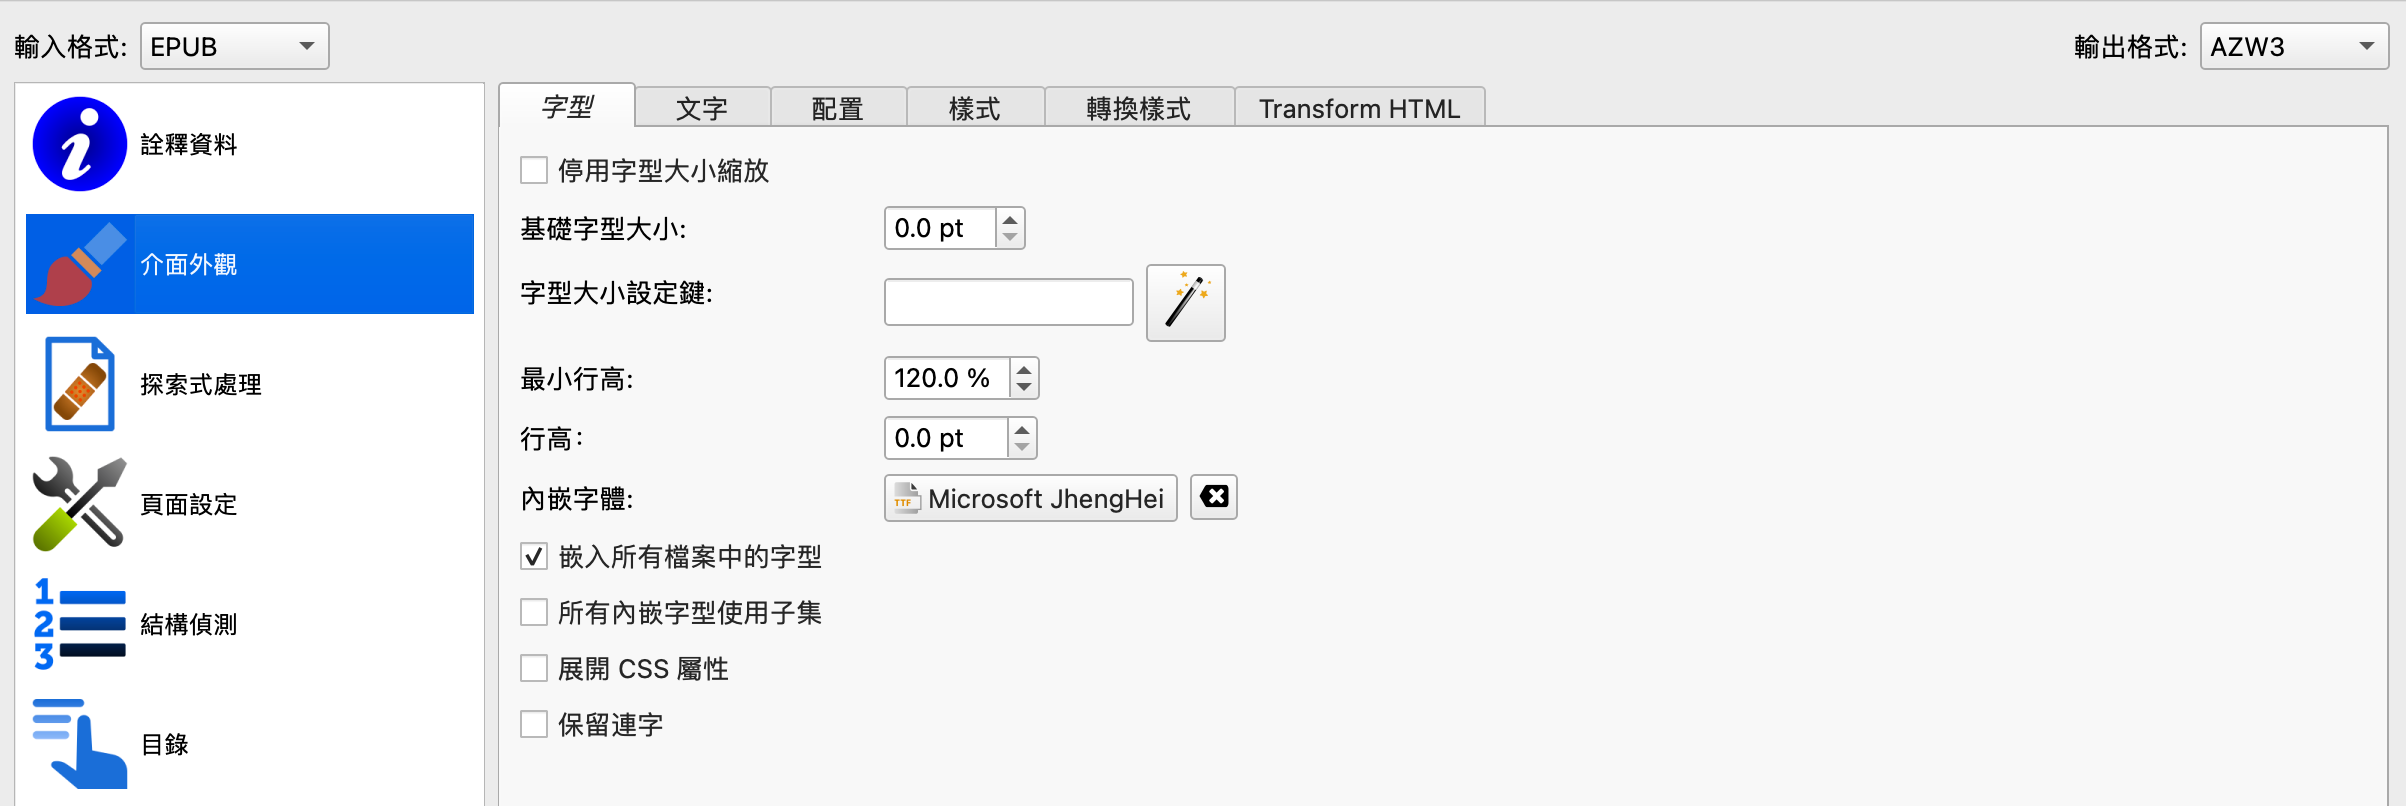 輸入格式: EPUB
輸出格式: AZW3
詮釋資料
介面外觀
探索式處理
頁面設定
1
2
3
結構偵測
目錄
字型 文字 配置 樣式 轉換樣式 Transform HTML
停用字型大小縮放
基礎字型大小: 0.0 pt
字型大小設定鍵:
最小行高: 120.0 %
行高: 0.0 pt
內嵌字體: TTF Microsoft JhengHei
嵌入所有檔案中的字型
所有內嵌字型使用子集
展開 CSS 屬性
保留連字